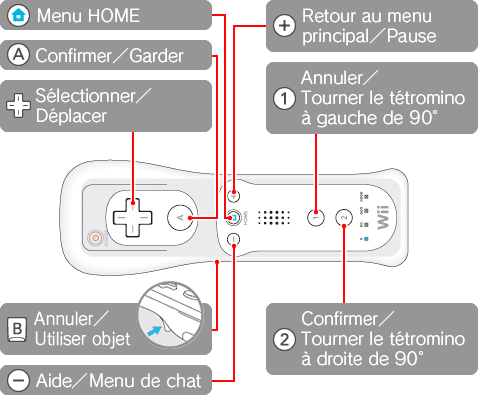 Menu HOME
A Confirmer／Garder
Sélectionner／
Déplacer
+ Retour au menu
principal／Pause
1 Annuler／
Tourner le tétromino
à gauche de 90°
A
HOME
1
2
Wii
B Annuler／
Utiliser objet
− Aide／Menu de chat
2 Confirmer／
Tourner le tétromino
à droite de 90°